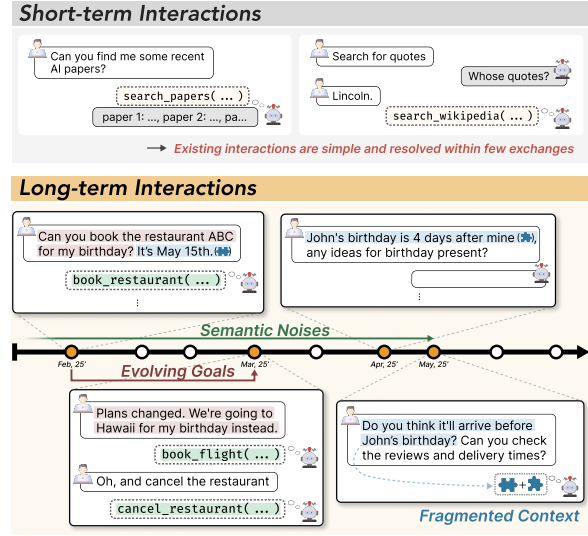 Short-term Interactions
Can you find me some recent
AI papers?
search_papers( ... )
paper 1: ..., paper 2: ..., pa...
Search for quotes
Whose quotes?
Lincoln.
search_wikipedia( ... )
Existing interactions are simple and resolved within few exchanges
Long-term Interactions
Can you book the restaurant ABC
for my birthday? It's May 15th.( )
book_restaurant( ... )
⋮
John's birthday is 4 days after mine ( ),
any ideas for birthday present?
⋮
Semantic Noises
Feb, 25'
Mar, 25'
Apr, 25'
May, 25'
Evolving Goals
Plans changed. We're going to
Hawaii for my birthday instead.
book_flight( ... )
Oh, and cancel the restaurant
cancel_restaurant( ... )
Do you think it'll arrive before
John's birthday? Can you check
the reviews and delivery times?
+
Fragmented Context